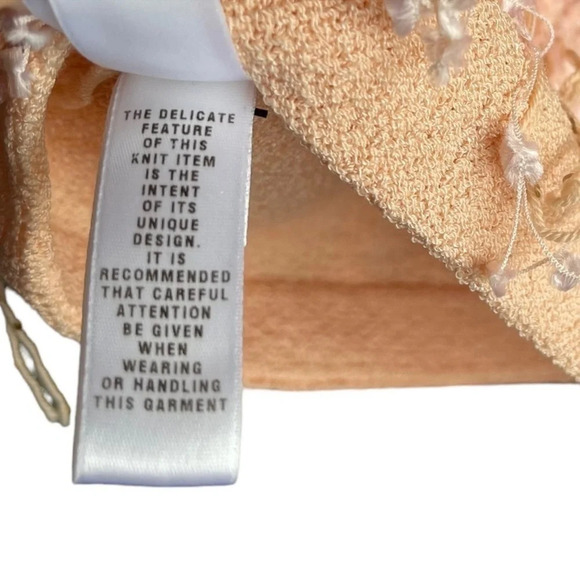 THE DELICATE
FEATURE
OF THIS
KNIT ITEM
IS THE
INTENT
OF ITS
UNIQUE
DESIGN.
IT IS
RECOMMENDED
THAT CAREFUL
ATTENTION
BE GIVEN
WHEN
WEARING
OR HANDLING
THIS GARMENT